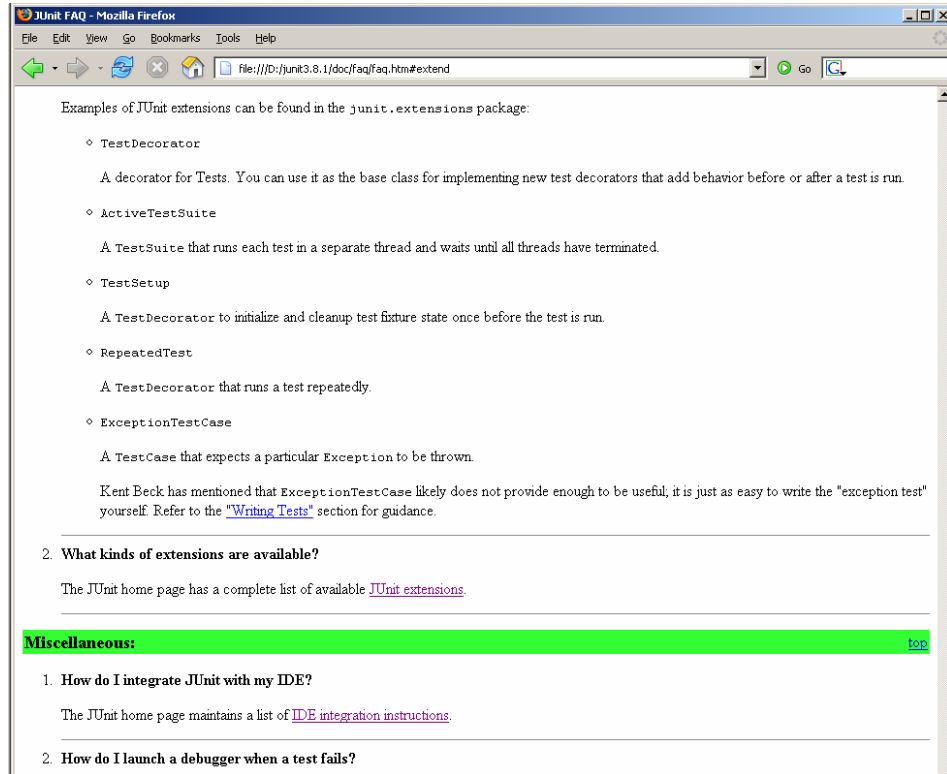 JUnit FAQ - Mozilla Firefox
File Edit View Go Bookmarks Tools Help
file:///D:/junit3.8.1/doc/faq/faq.htm#extend
Go
G
Examples of JUnit extensions can be found in the junit.extensions package:
TestDecorator
A decorator for Tests. You can use it as the base class for implementing new test decorators that add behavior before or after a test is run.
ActiveTestSuite
A TestSuite that runs each test in a separate thread and waits until all threads have terminated.
TestSetup
A TestDecorator to initialize and cleanup test fixture state once before the test is run.
RepeatedTest
A TestDecorator that runs a test repeatedly.
ExceptionTestCase
A TestCase that expects a particular Exception to be thrown.
Kent Beck has mentioned that ExceptionTestCase likely does not provide enough to be useful; it is just as easy to write the "exception test"
yourself. Refer to the "Writing Tests" section for guidance.
2. What kinds of extensions are available?
The JUnit home page has a complete list of available JUnit extensions.
Miscellaneous: top
1. How do I integrate JUnit with my IDE?
The JUnit home page maintains a list of IDE integration instructions.
2. How do I launch a debugger when a test fails?